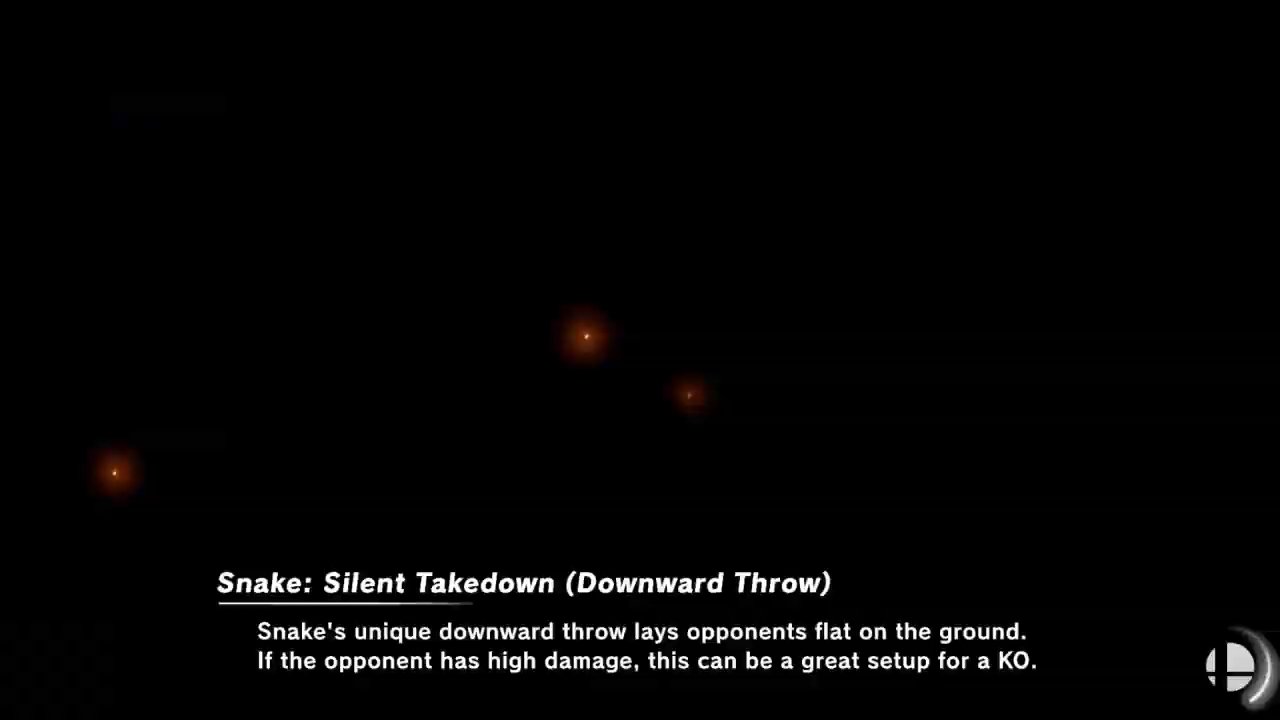 Snake: Silent Takedown (Downward Throw)
Snake's unique downward throw lays opponents flat on the ground.
If the opponent has high damage, this can be a great setup for a KO.